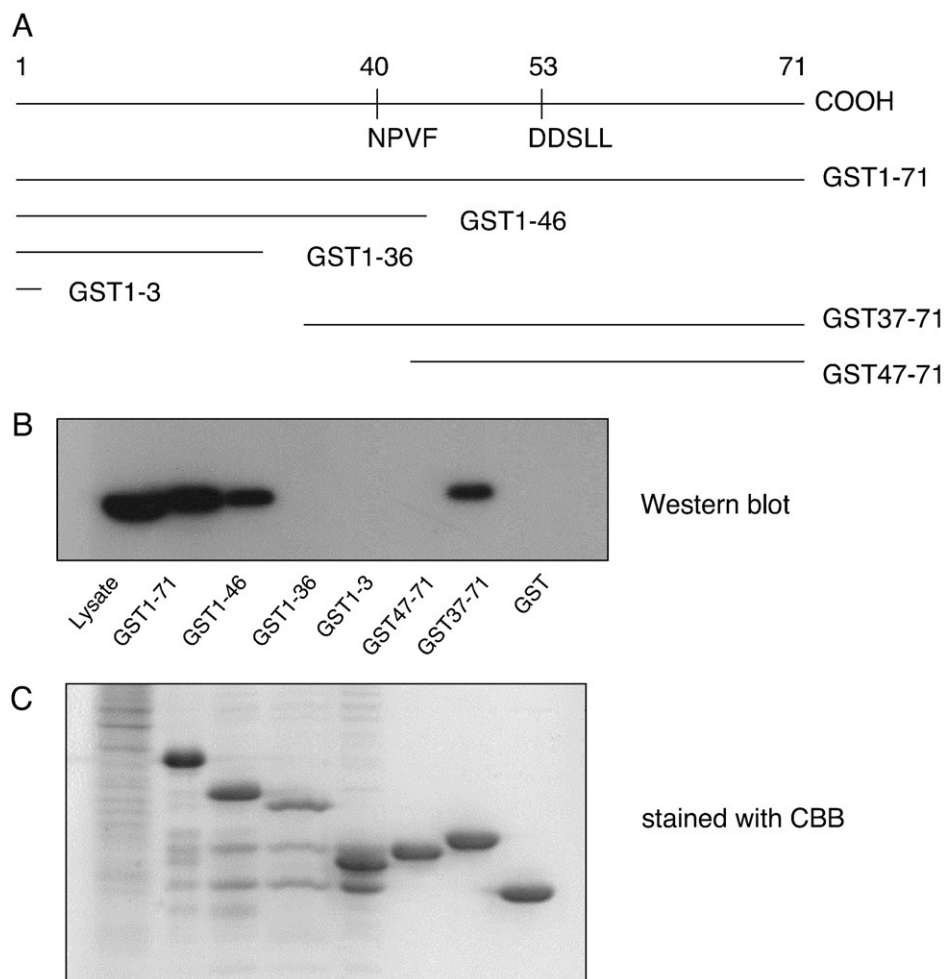 A
1 40 53 71
COOH
NPVF DDSLL
GST1-71
GST1-46
GST1-36
GST1-3
GST37-71
GST47-71
B
Western blot
Lysate GST1-71 GST1-46 GST1-36 GST1-3 GST47-71 GST37-71 GST
C
stained with CBB